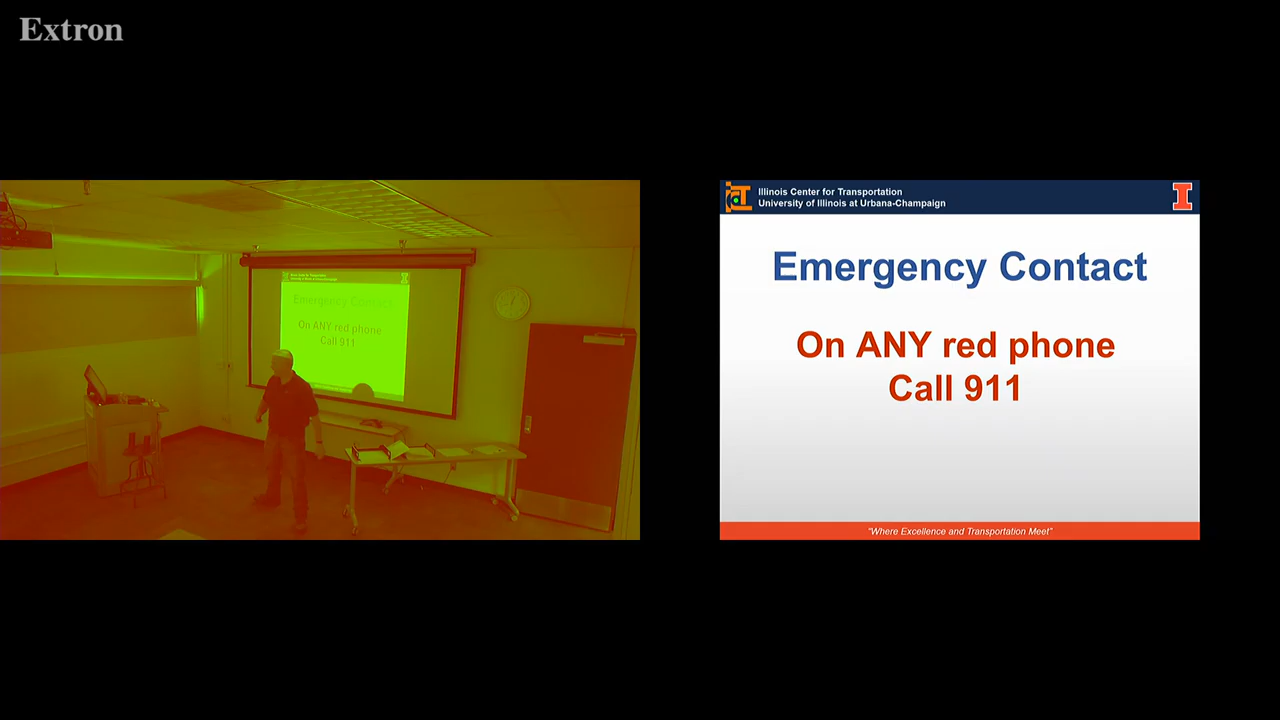 Extron
Illinois Center for Transportation
University of Illinois at Urbana-Champaign
Emergency Contact
On ANY red phone
Call 911
"Where Excellence and Transportation Meet"
Emergency Contact
On ANY red phone
Call 911